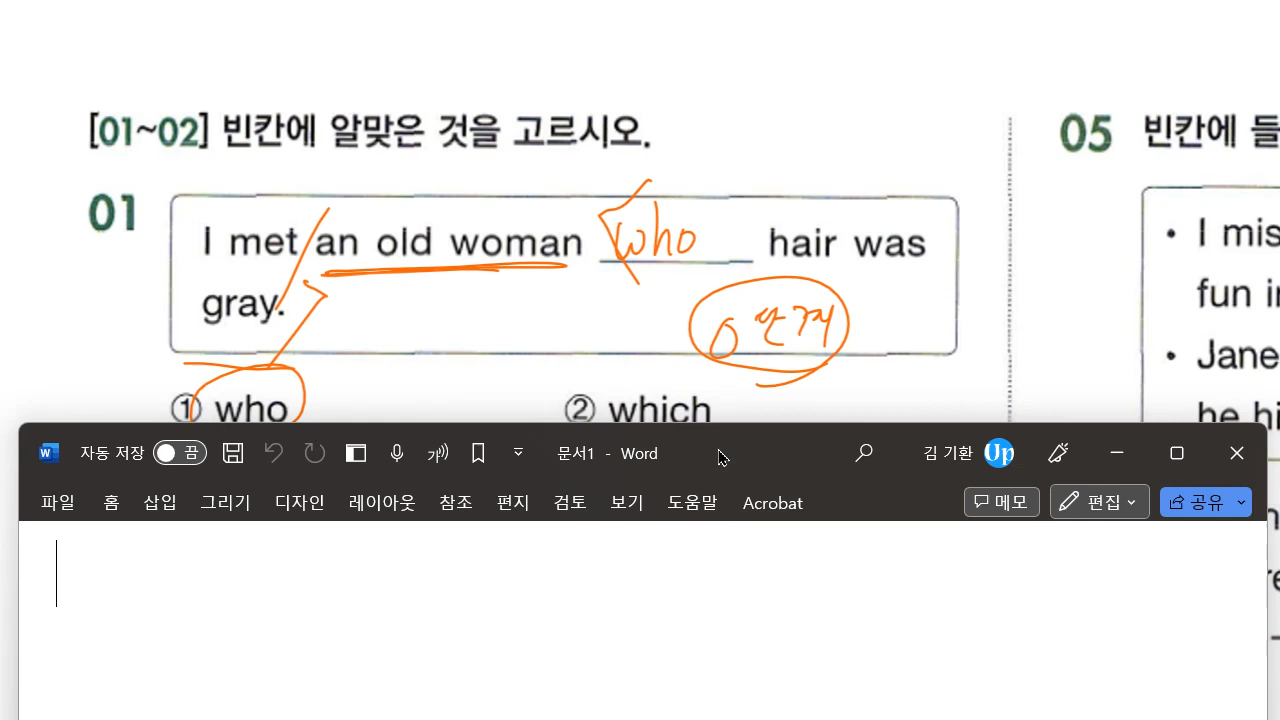 [01~02] 빈칸에 알맞은 것을 고르시오.
01
I met an old woman who hair was
gray.
① who
② which
05 빈칸에 들
• I mis
fun in
• Jane
he hi
자동 저장 끔
가))
문서1 - Word
김 기환
Up
파일 홈 삽입 그리기 디자인 레이아웃 참조 편지 검토 보기 도움말 Acrobat
메모 편집 공유